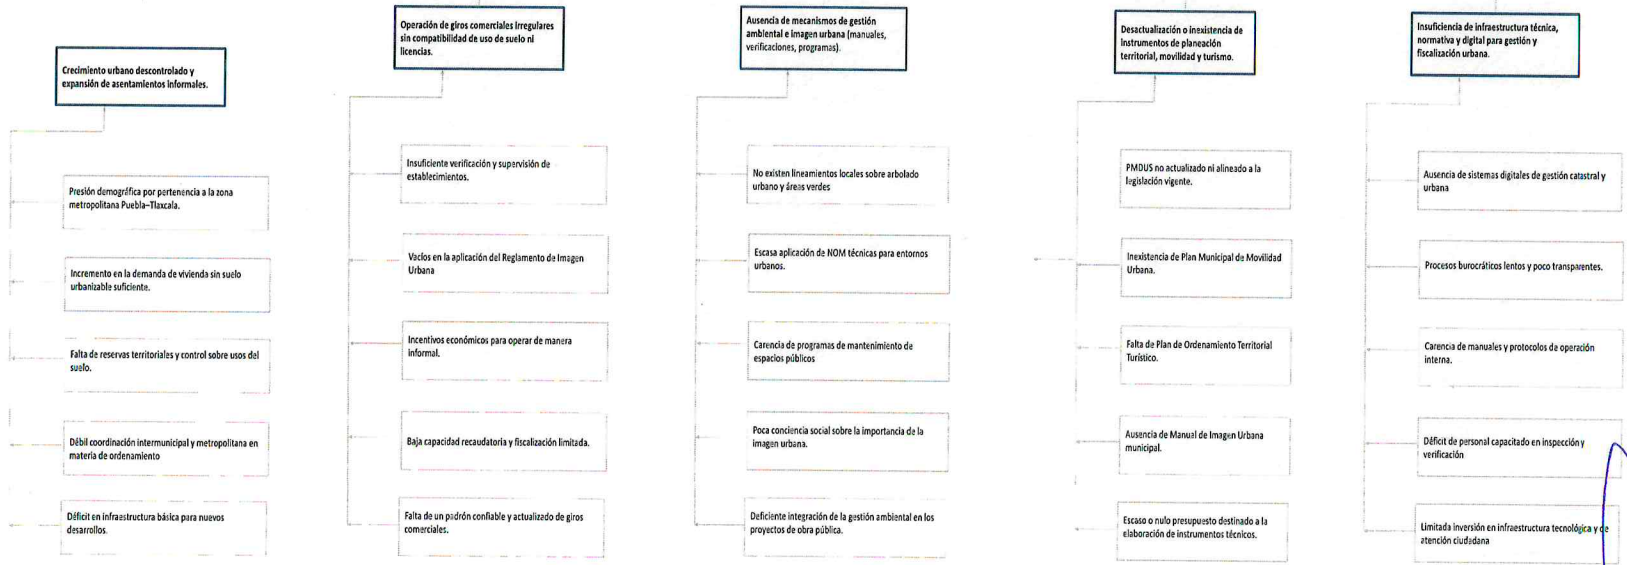 Crecimiento urbano descontrolado y
expansión de asentamientos informales.
Presión demográfica por pertenencia a la zona
metropolitana Puebla–Tlaxcala.
Incremento en la demanda de vivienda sin suelo
urbanizable suficiente.
Falta de reservas territoriales y control sobre usos del
suelo.
Débil coordinación intermunicipal y metropolitana en
materia de ordenamiento
Déficit en infraestructura básica para nuevos
desarrollos.
Operación de giros comerciales irregulares
sin compatibilidad de uso de suelo ni
licencias.
Insuficiente verificación y supervisión de
establecimientos.
Vacíos en la aplicación del Reglamento de Imagen
Urbana
Incentivos económicos para operar de manera
informal.
Baja capacidad recaudatoria y fiscalización limitada.
Falta de un padrón confiable y actualizado de giros
comerciales.
Ausencia de mecanismos de gestión
ambiental e imagen urbana (manuales,
verificaciones, programas).
No existen lineamientos locales sobre arbolado
urbano y áreas verdes
Escasa aplicación de NOM técnicas para entornos
urbanos.
Carencia de programas de mantenimiento de
espacios públicos
Poca conciencia social sobre la importancia de la
imagen urbana.
Deficiente integración de la gestión ambiental en los
proyectos de obra pública.
Desactualización o inexistencia de
instrumentos de planeación
territorial, movilidad y turismo.
PMDUS no actualizado ni alineado a la
legislación vigente.
Inexistencia de Plan Municipal de Movilidad
Urbana.
Falta de Plan de Ordenamiento Territorial
Turístico.
Ausencia de Manual de Imagen Urbana
municipal.
Escaso o nulo presupuesto destinado a la
elaboración de instrumentos técnicos.
Insuficiencia de infraestructura técnica,
normativa y digital para gestión y
fiscalización urbana.
Ausencia de sistemas digitales de gestión catastral y
urbana
Procesos burocráticos lentos y poco transparentes.
Carencia de manuales y protocolos de operación
interna.
Déficit de personal capacitado en inspección y
verificación
Limitada inversión en infraestructura tecnológica y de
atención ciudadana